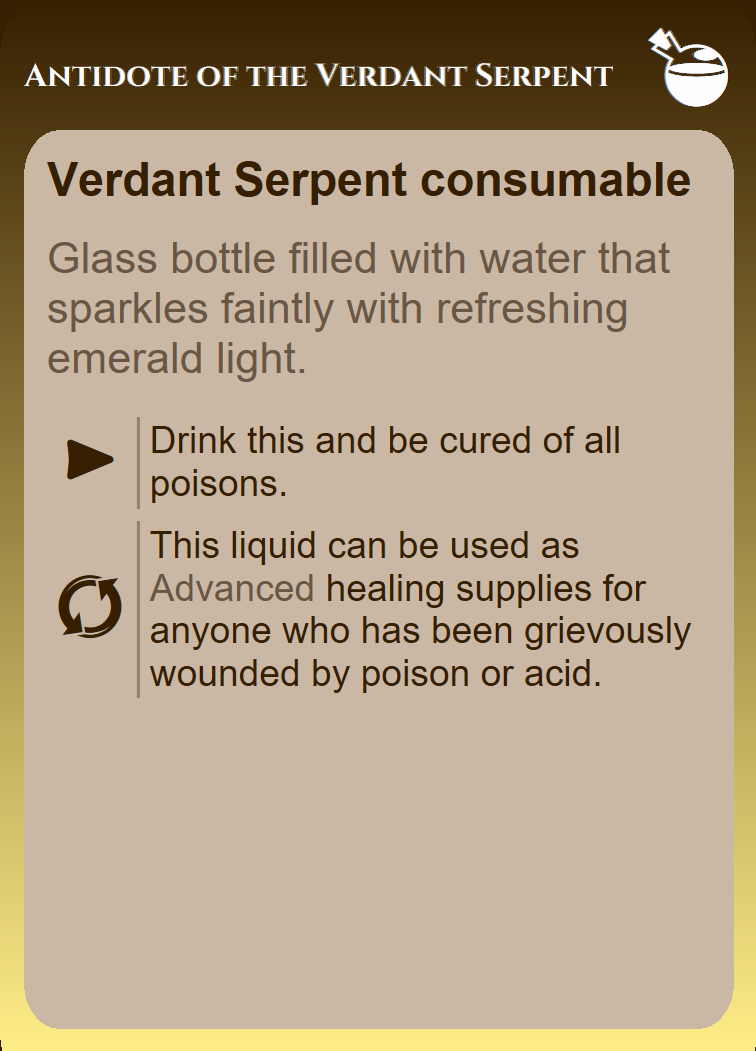 Antidote of the Verdant Serpent
Verdant Serpent consumable
Glass bottle filled with water that
sparkles faintly with refreshing
emerald light.
Drink this and be cured of all
poisons.
This liquid can be used as
Advanced healing supplies for
anyone who has been grievously
wounded by poison or acid.